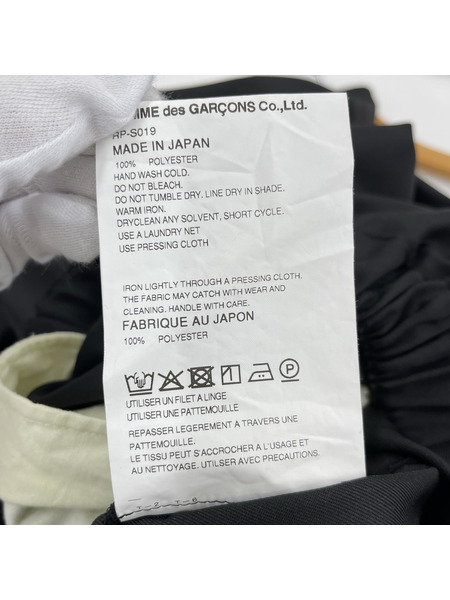 MME des GARÇONS Co.,Ltd.
RP-S019
MADE IN JAPAN
100% POLYESTER
HAND WASH COLD.
DO NOT BLEACH.
DO NOT TUMBLE DRY. LINE DRY IN SHADE.
WARM IRON.
DRYCLEAN ANY SOLVENT, SHORT CYCLE.
USE A LAUNDRY NET
USE PRESSING CLOTH
IRON LIGHTLY THROUGH A PRESSING CLOTH.
THE FABRIC MAY CATCH WITH WEAR AND
CLEANING. HANDLE WITH CARE.
FABRIQUE AU JAPON
100% POLYESTER
UTILISER UN FILET A LINGE
UTILISER UNE PATTEMOUILLE
REPASSER LEGEREMENT A TRAVERS UNE
PATTEMOUILLE.
LE TISSU PEUT S'ACCROCHER A L'USAGE ET
AU NETTOYAGE. UTILISER AVEC PRECAUTIONS.